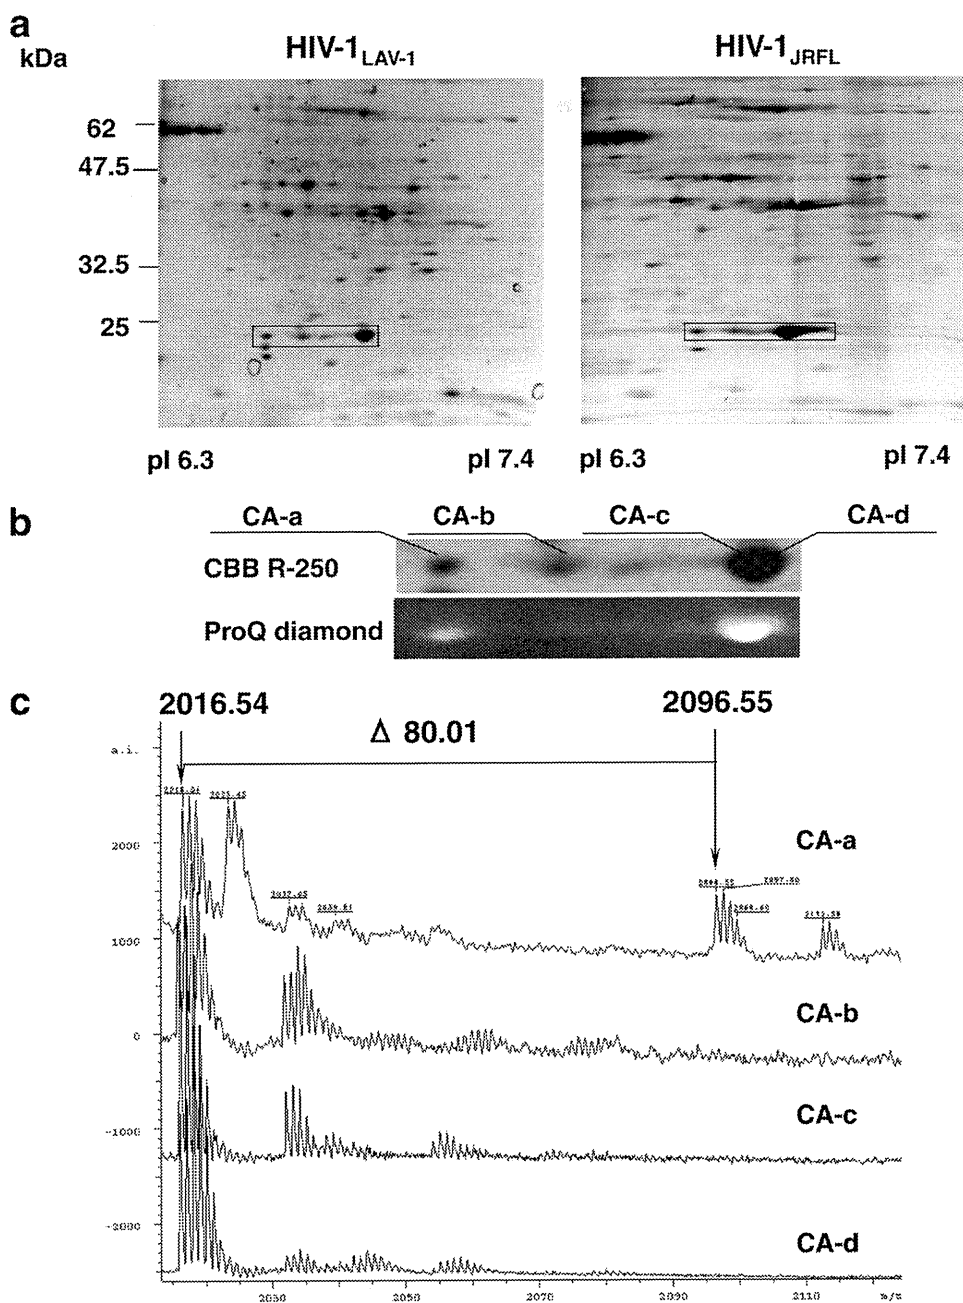 a
kDa
HIV-1LAV-1
HIV-1JRFL
62
47.5
32.5
25
pI 6.3
pI 7.4
pI 6.3
pI 7.4
b
CA-a
CA-b
CA-c
CA-d
CBB R-250
ProQ diamond
c
2016.54
2096.55
Δ 80.01
a.i.
2000
1000
0
-1000
-2000
CA-a
CA-b
CA-c
CA-d
2030
2050
2070
2090
2110
m/z